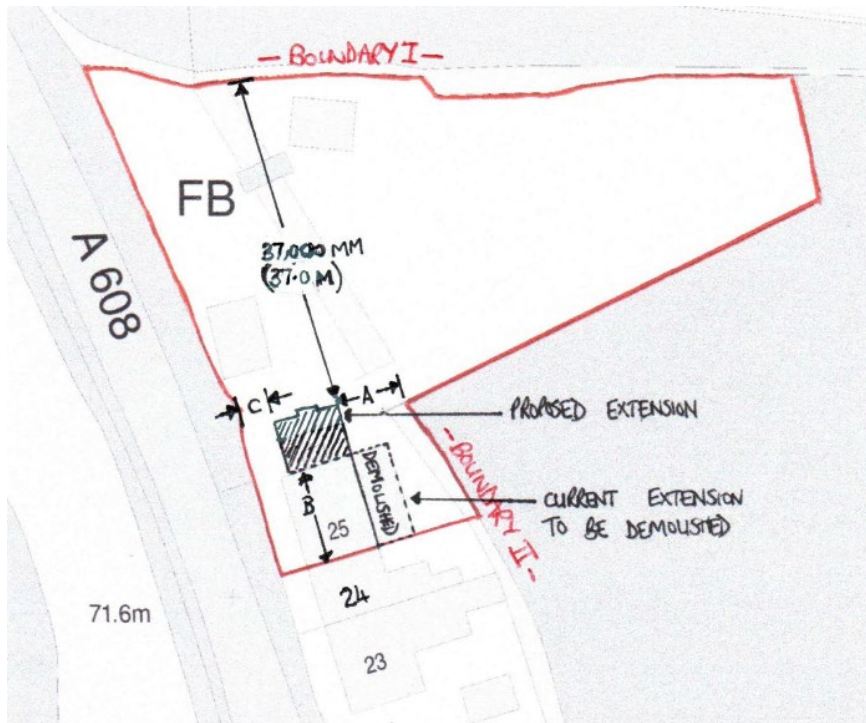 — BOUNDARY I —
FB
A 608
37.000 MM
(37.0 M)
C
A
PROPOSED EXTENSION
DEMOLISHED
- BOUNDARY II -
B
CURRENT EXTENSION
TO BE DEMOLISHED
25
24
71.6m
23